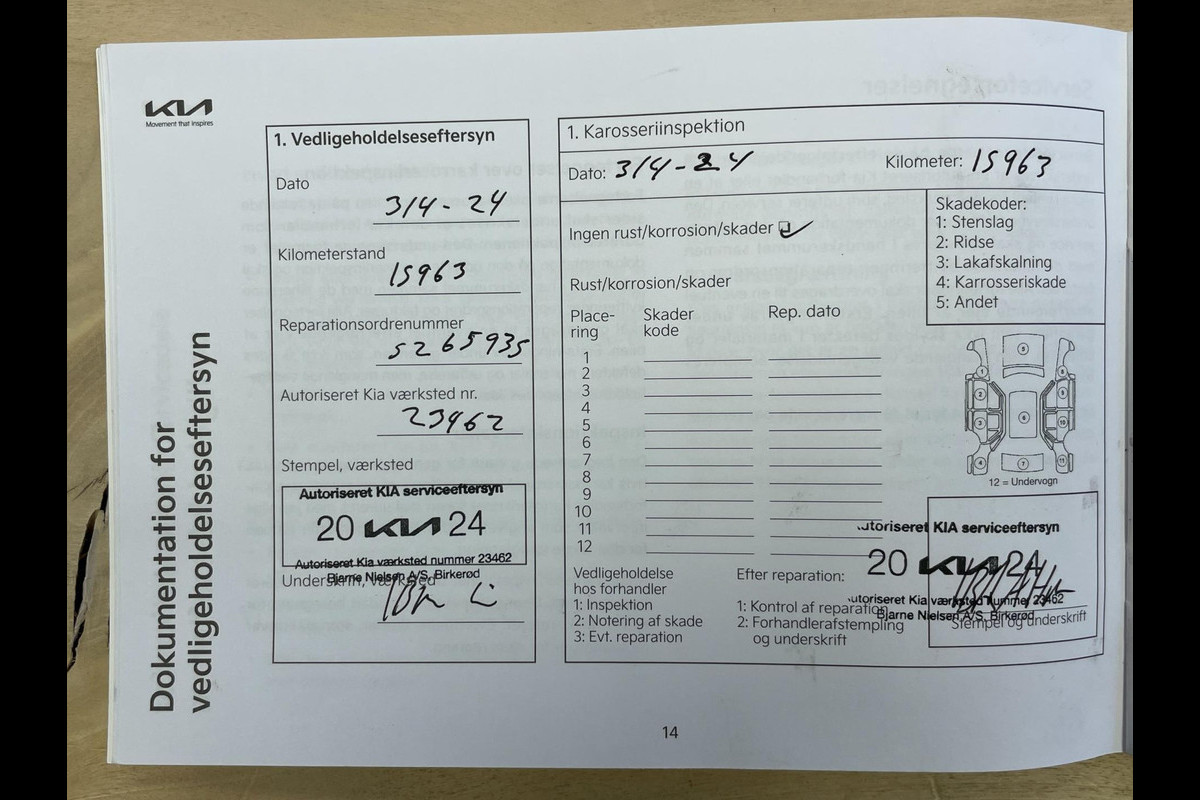 KIA
Movement that inspires
Dokumentation for
vedligeholdelseseftersyn
1. Vedligeholdelseseftersyn
Dato
3/4 - 24
Kilometerstand
15963
Reparationsordrenummer
5265935
Autoriseret Kia værksted nr.
23462
Stempel, værksted
Autoriseret KIA serviceeftersyn
20 KIA 24
Autoriseret Kia værksted nummer 23462
Bjarne Nielsen A/S, Birkerød
Underskrift, værksted
1. Karosseriinspektion
Dato: 3/4-24
Kilometer: 15963
Ingen rust/korrosion/skader
Rust/korrosion/skader
Place-
ring
Skader
kode
Rep. dato
1
2
3
4
5
6
7
8
9
10
11
12
Skadekoder:
1: Stenslag
2: Ridse
3: Lakafskalning
4: Karrosseriskade
5: Andet
12 = Undervogn
Vedligeholdelse
hos forhandler
1: Inspektion
2: Notering af skade
3: Evt. reparation
Efter reparation:
1: Kontrol af reparation
2: Forhandlerafstempling
og underskrift
Autoriseret KIA serviceeftersyn
20 KIA 24
Autoriseret Kia værksted nummer 23462
Bjarne Nielsen A/S, Birkerød
Stempel og underskrift
14